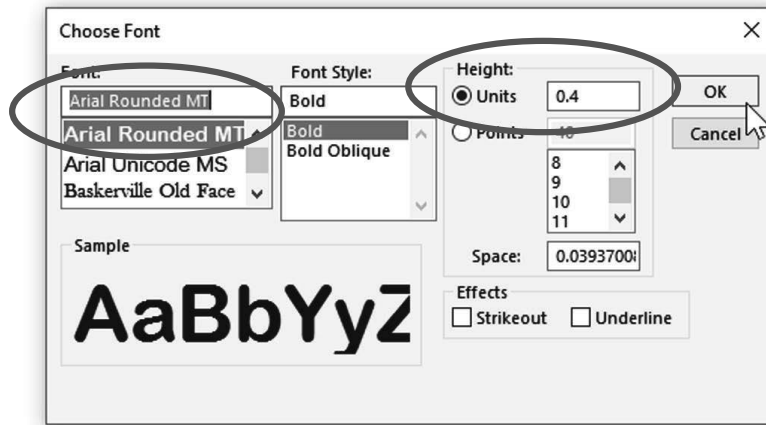 Choose Font
Font:
Arial Rounded MT
Arial Rounded MT
Arial Unicode MS
Baskerville Old Face
Font Style:
Bold
Bold
Bold Oblique
Height:
Units 0.4
Points
8
9
10
11
Space: 0.0393700
OK
Cancel
Sample
AaBbYyZ
Effects
Strikeout Underline